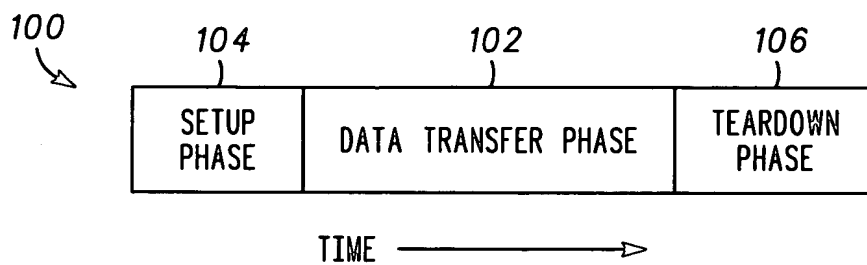 100
104
102
106
SETUP
PHASE
DATA TRANSFER PHASE
TEARDOWN
PHASE
TIME